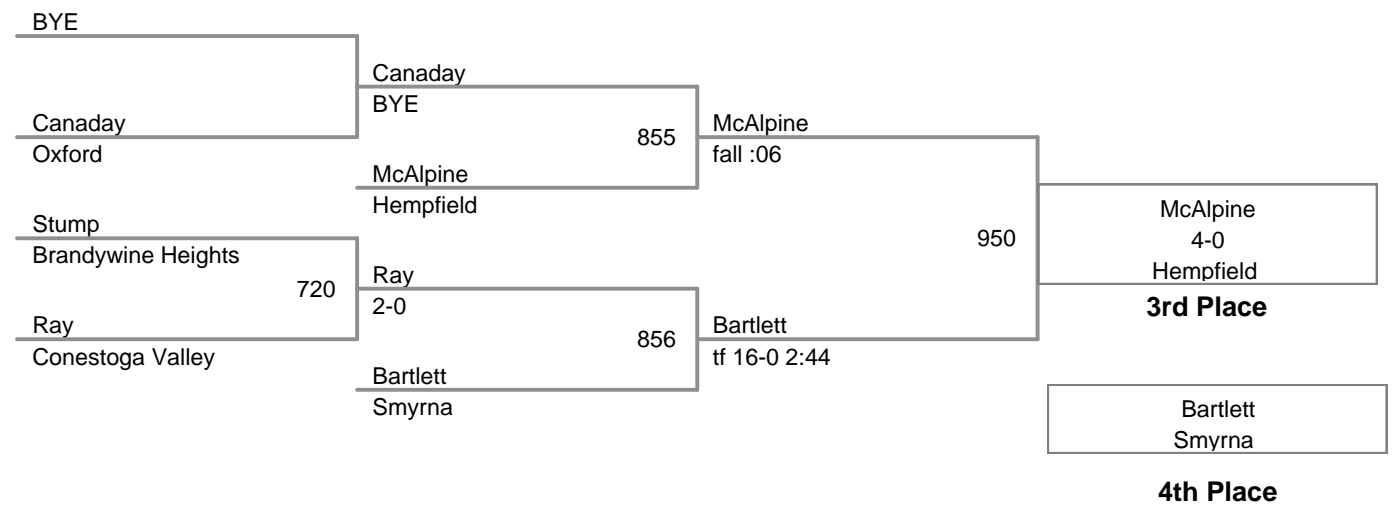 BYE
Canaday
Oxford
Stump
Brandywine Heights
720
Ray
Conestoga Valley
Canaday
BYE
855
McAlpine
Hempfield
Ray
2-0
856
Bartlett
Smyrna
McAlpine
fall :06
950
Bartlett
tf 16-0 2:44
McAlpine
4-0
Hempfield
3rd Place
Bartlett
Smyrna
4th Place